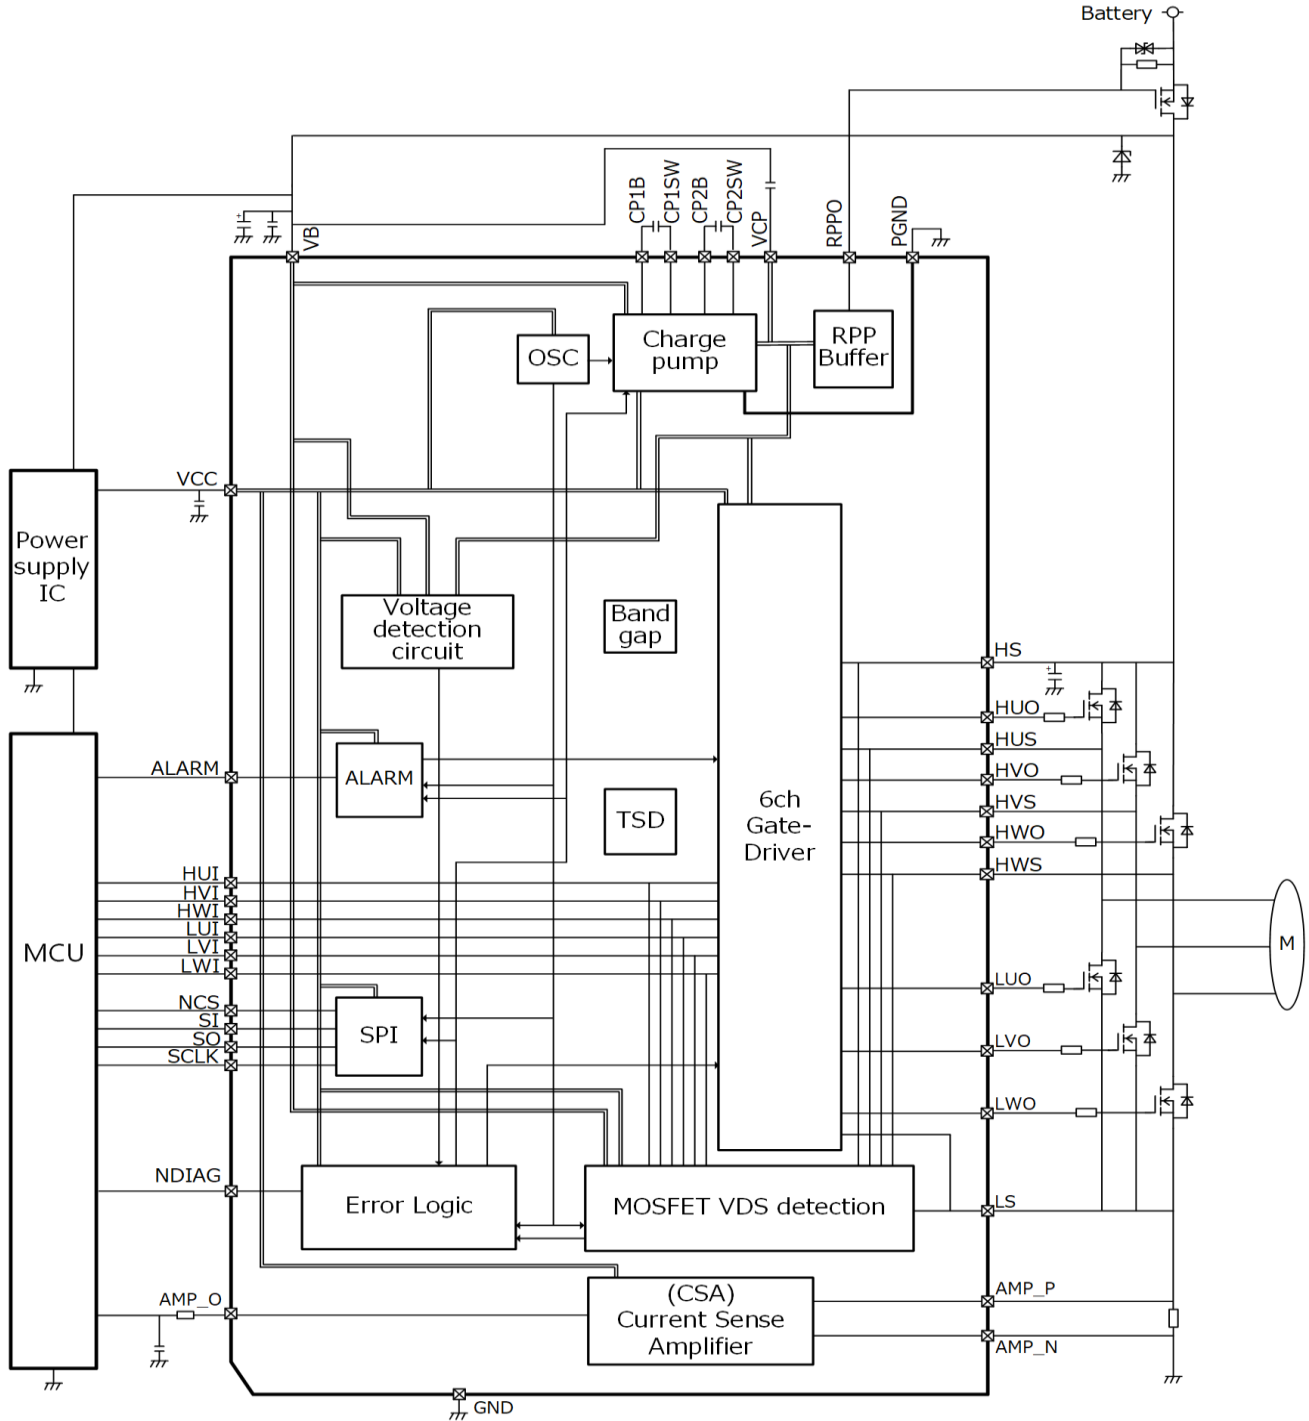 Battery
CP1B
CP1SW
CP2B
CP2SW
VCP
RPPO
PGND
VB
+
OSC
Charge
pump
RPP
Buffer
VCC
Power
supply
IC
Voltage
detection
circuit
Band
gap
HS
+
HUO
HUS
HVO
HVS
HWO
HWS
ALARM
ALARM
TSD
6ch
Gate-
Driver
HUI
HVI
HWI
LUI
LVI
LWI
MCU
M
NCS
SI
SO
SCLK
SPI
LUO
LVO
LWO
NDIAG
Error Logic
MOSFET VDS detection
LS
AMP_O
(CSA)
Current Sense
Amplifier
AMP_P
AMP_N
GND